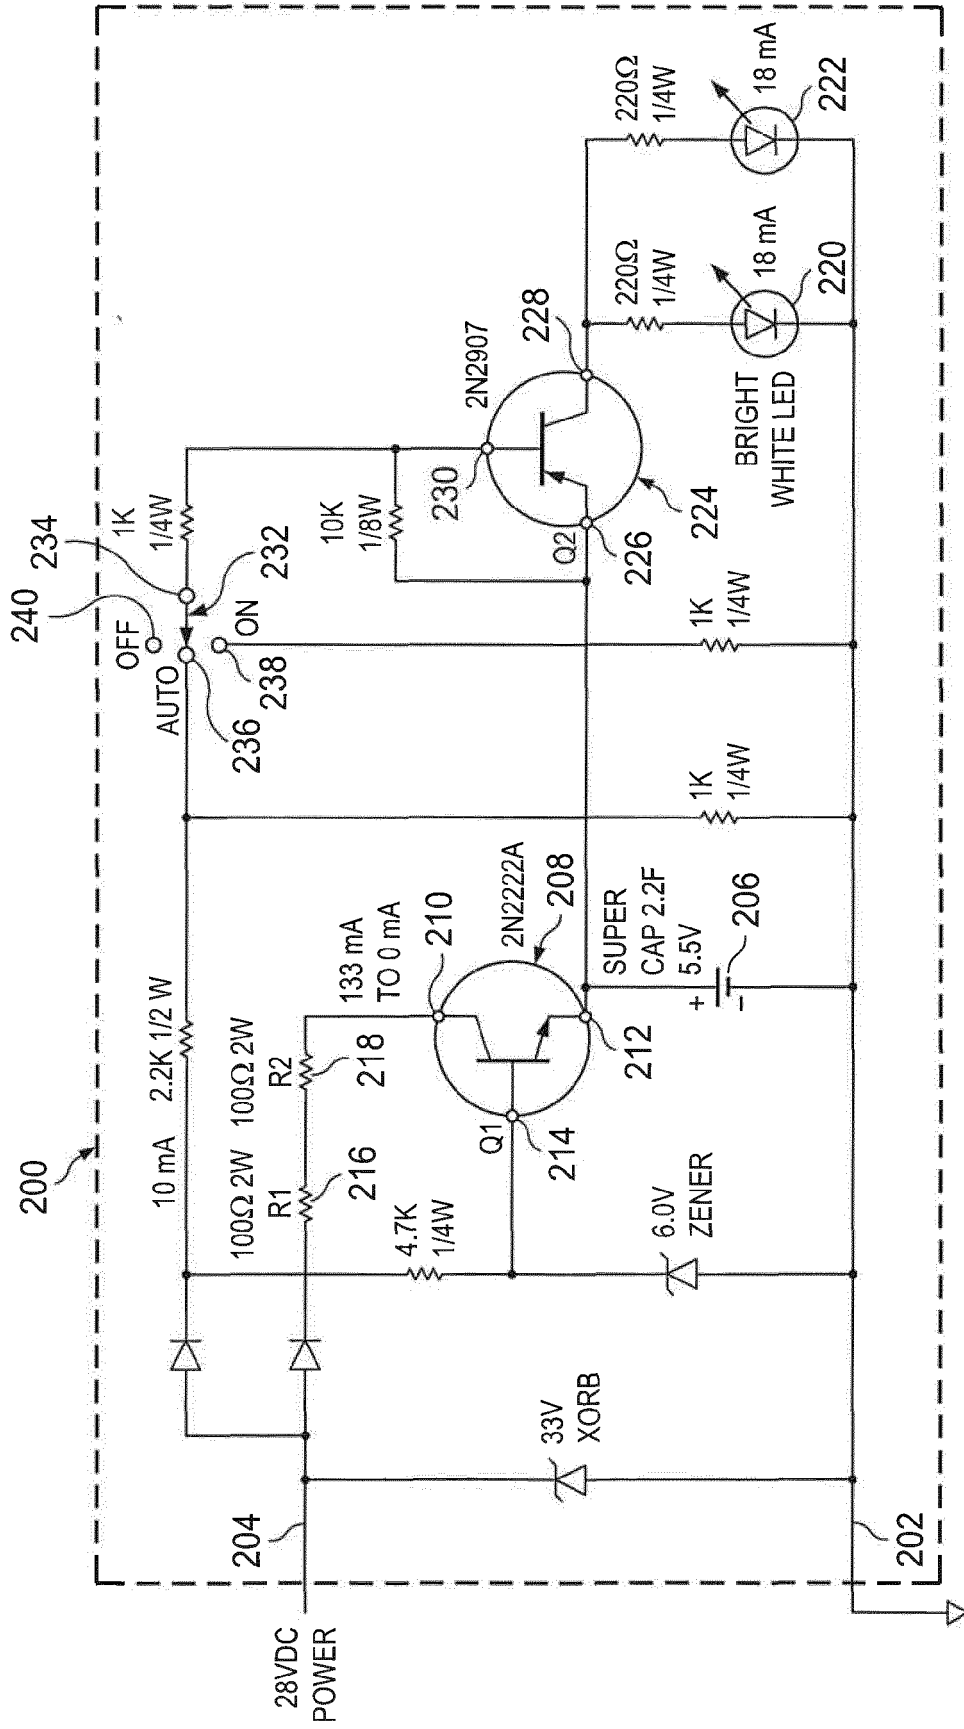 200
10 mA
2.2K 1/2 W
AUTO
OFF
240
234
236
238
ON
232
1K
1/4W
10K
1/8W
230
2N2907
228
Q2
226
224
220Ω
1/4W
18 mA
220
220Ω
1/4W
18 mA
222
BRIGHT
WHITE LED
28VDC
POWER
204
33V
XORB
100Ω 2W
R1
216
100Ω 2W
R2
218
4.7K
1/4W
133 mA
TO 0 mA
210
Q1
214
2N2222A
208
212
6.0V
ZENER
SUPER
CAP 2.2F
5.5V
+
−
206
1K
1/4W
1K
1/4W
202